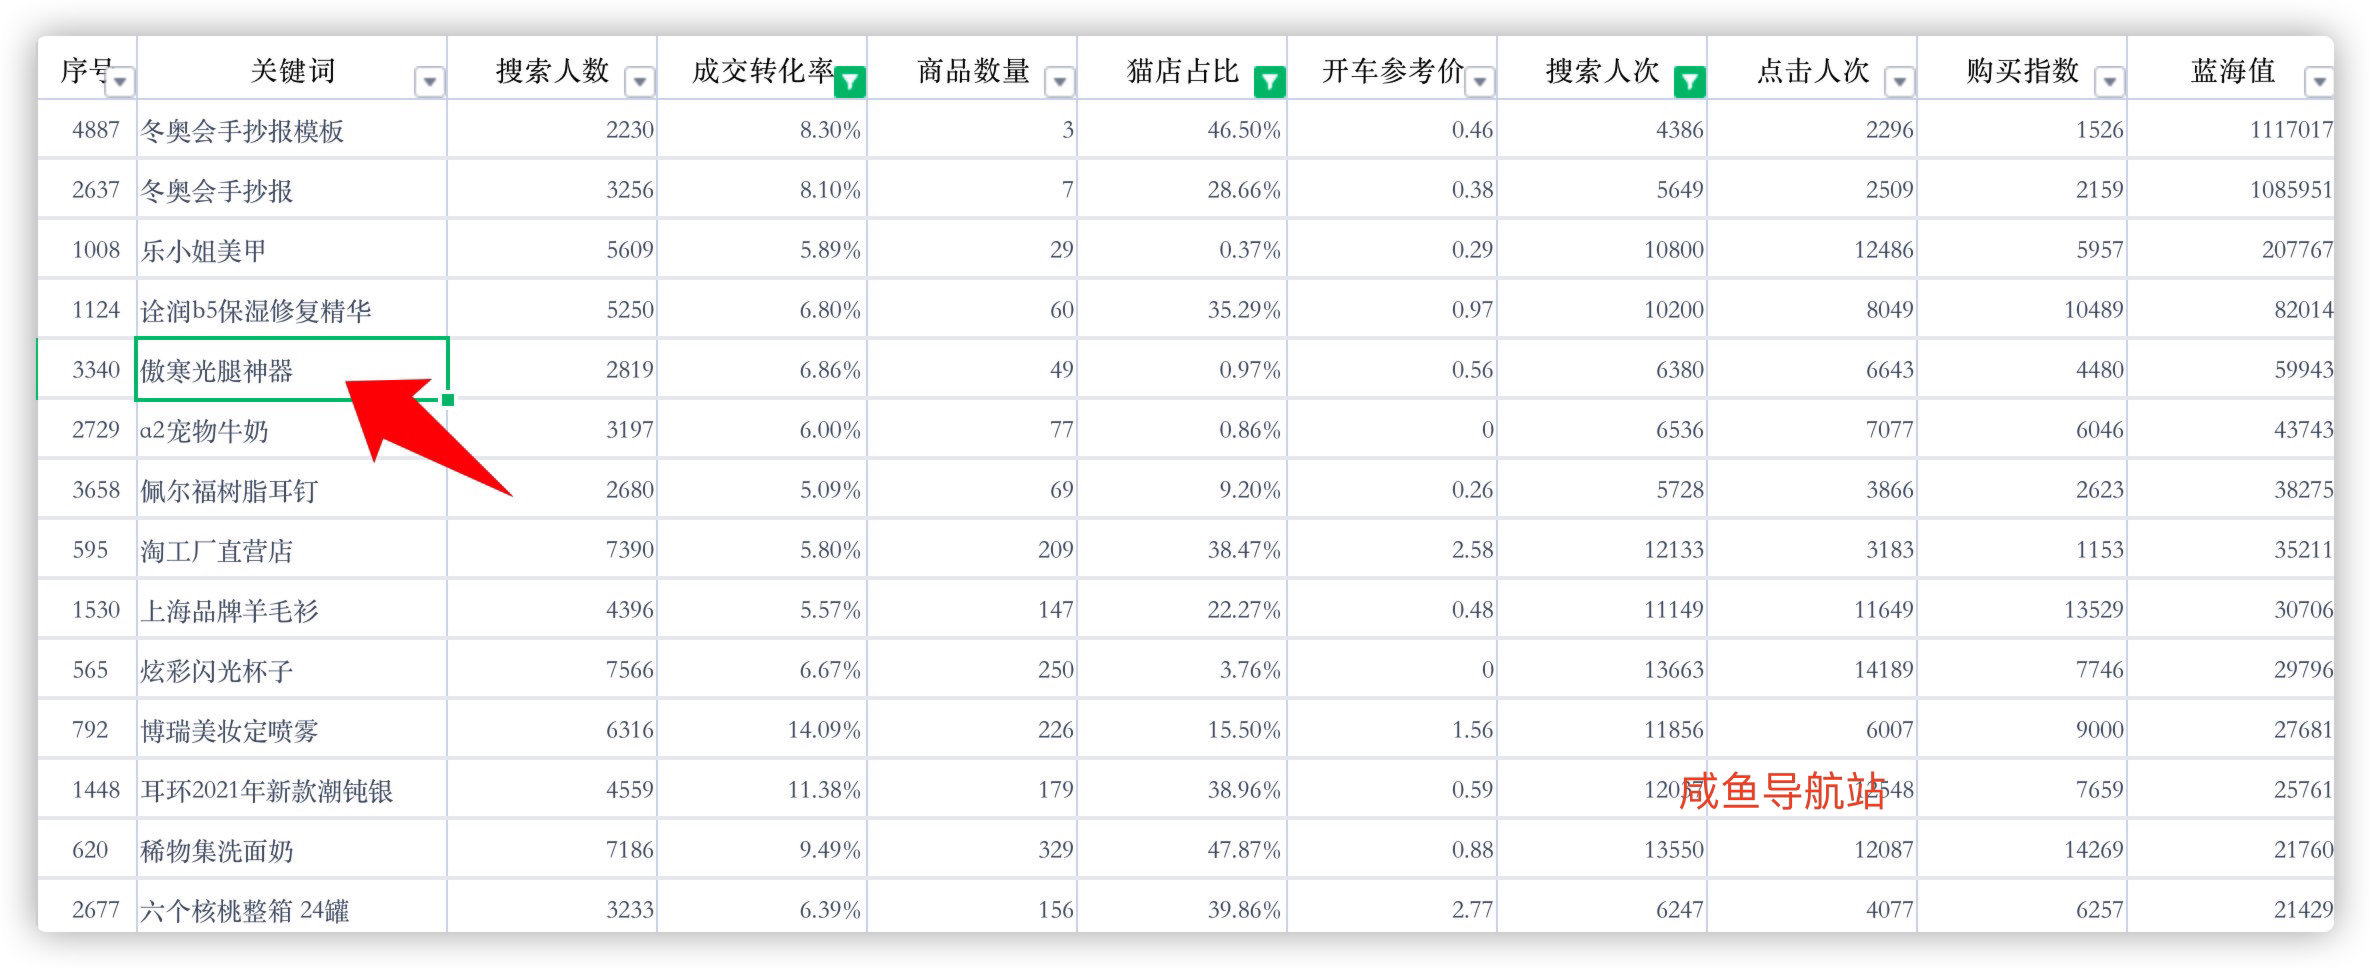 序号 关键词 搜索人数 成交转化率 商品数量 猫店占比 开车参考价 搜索人次 点击人次 购买指数 蓝海值
4887 冬奥会手抄报模板 2230 8.30% 3 46.50% 0.46 4386 2296 1526 1117017
2637 冬奥会手抄报 3256 8.10% 7 28.66% 0.38 5649 2509 2159 1085951
1008 乐小姐美甲 5609 5.89% 29 0.37% 0.29 10800 12486 5957 207767
1124 诠润b5保湿修复精华 5250 6.80% 60 35.29% 0.97 10200 8049 10489 82014
3340 傲寒光腿神器 2819 6.86% 49 0.97% 0.56 6380 6643 4480 59943
2729 a2宠物牛奶 3197 6.00% 77 0.86% 0 6536 7077 6046 43743
3658 佩尔福树脂耳钉 2680 5.09% 69 9.20% 0.26 5728 3866 2623 38275
595 淘工厂直营店 7390 5.80% 209 38.47% 2.58 12133 3183 1153 35211
1530 上海品牌羊毛衫 4396 5.57% 147 22.27% 0.48 11149 11649 13529 30706
565 炫彩闪光杯子 7566 6.67% 250 3.76% 0 13663 14189 7746 29796
792 博瑞美妆定喷雾 6316 14.09% 226 15.50% 1.56 11856 6007 9000 27681
1448 耳环2021年新款潮钝银 4559 11.38% 179 38.96% 0.59 12037 12548 7659 25761
咸鱼导航站
620 稀物集洗面奶 7186 9.49% 329 47.87% 0.88 13550 12087 14269 21760
2677 六个核桃整箱 24罐 3233 6.39% 156 39.86% 2.77 6247 4077 6257 21429